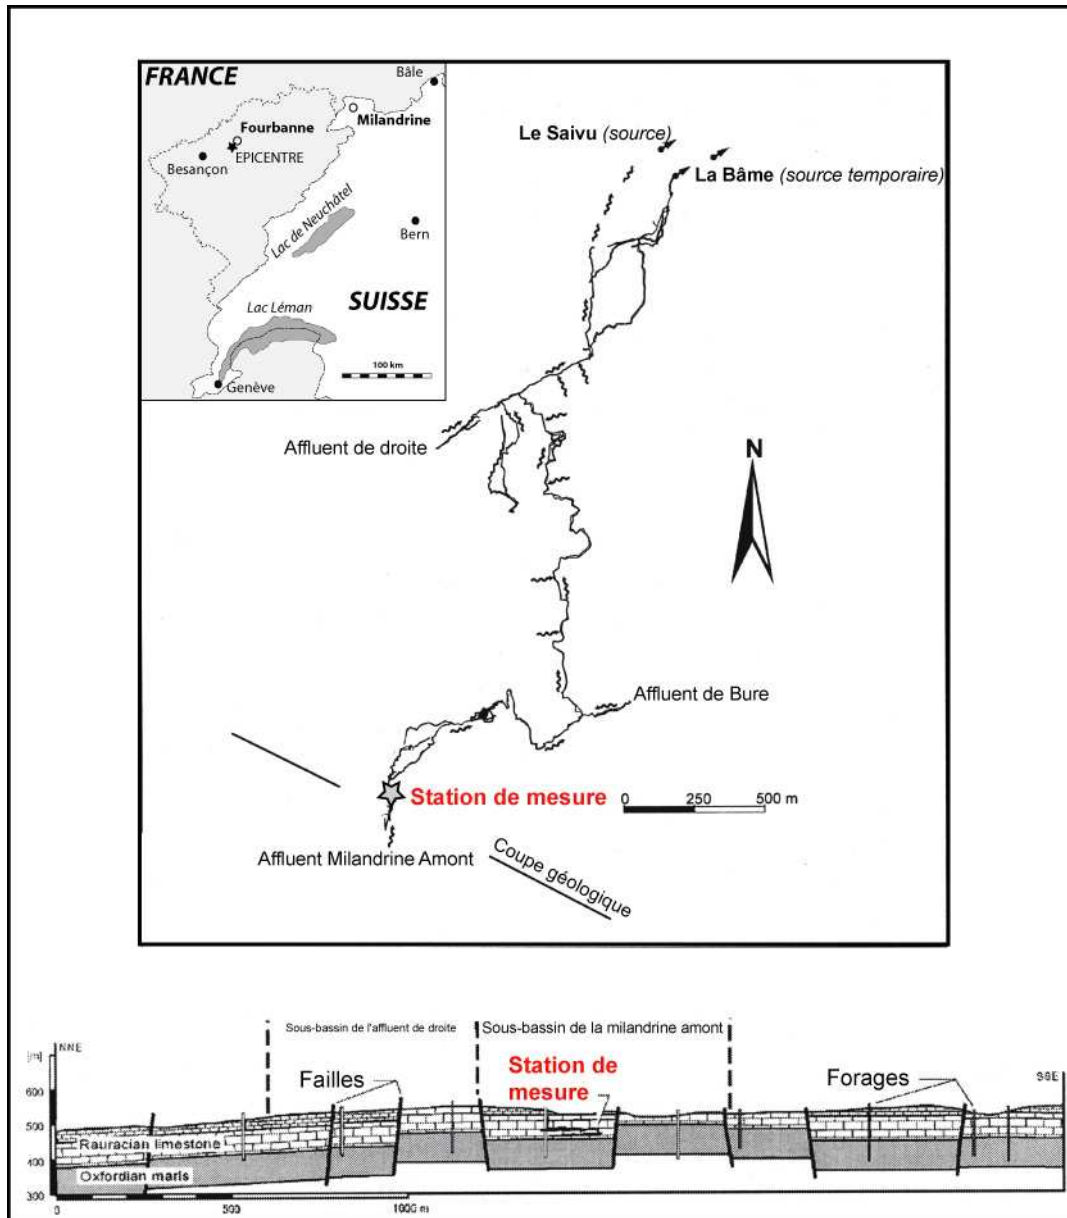 FRANCE
Bâle
Milandrine
Fourbanne
EPICENTRE
Besançon
Lac de Neuchâtel
Bern
SUISSE
Lac Léman
100 km
Genève
Le Saivu (source)
La Bâme (source temporaire)
Affluent de droite
N
Affluent de Bure
Station de mesure
0 250 500 m
Affluent Milandrine Amont
Coupe géologique
Sous-bassin de l'affluent de droite
Sous-bassin de la milandrine amont
NNE
[m]
Failles
Station de
mesure
Forages
600
500
Rauracian limestone
400
Oxfordian marls
300
0 500 1000 m